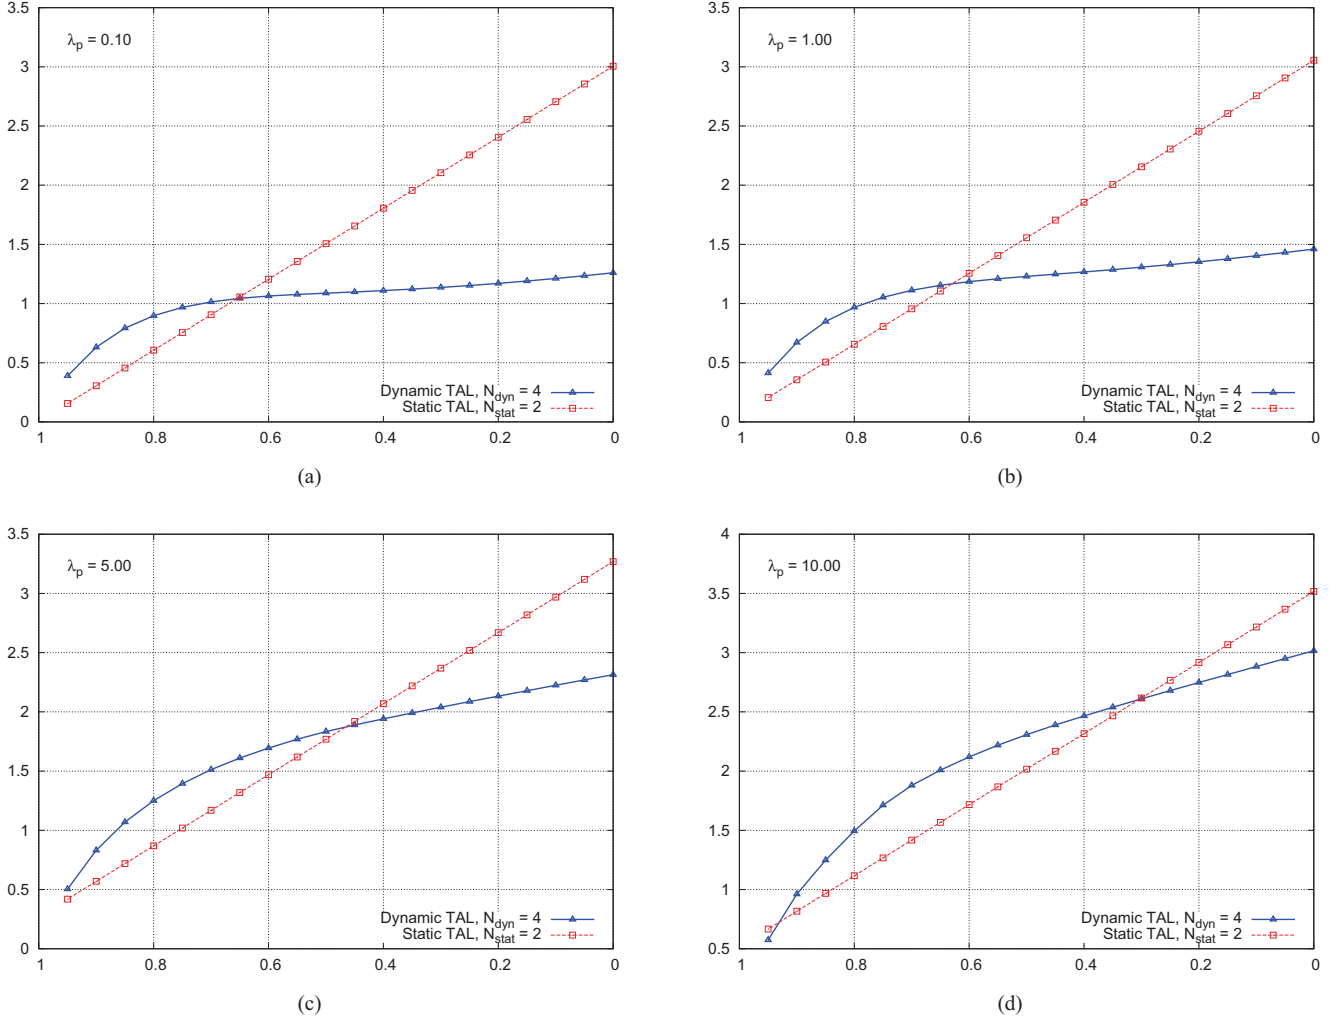 3.5
λp = 0.10
3
2.5
2
1.5
1
0.5
0
Dynamic TAL, Ndyn = 4
Static TAL, Nstat = 2
1 0.8 0.6 0.4 0.2 0
(a)
3.5
λp = 1.00
3
2.5
2
1.5
1
0.5
0
Dynamic TAL, Ndyn = 4
Static TAL, Nstat = 2
1 0.8 0.6 0.4 0.2 0
(b)
3.5
λp = 5.00
3
2.5
2
1.5
1
0.5
0
Dynamic TAL, Ndyn = 4
Static TAL, Nstat = 2
1 0.8 0.6 0.4 0.2 0
(c)
4
λp = 10.00
3.5
3
2.5
2
1.5
1
0.5
Dynamic TAL, Ndyn = 4
Static TAL, Nstat = 2
1 0.8 0.6 0.4 0.2 0
(d)